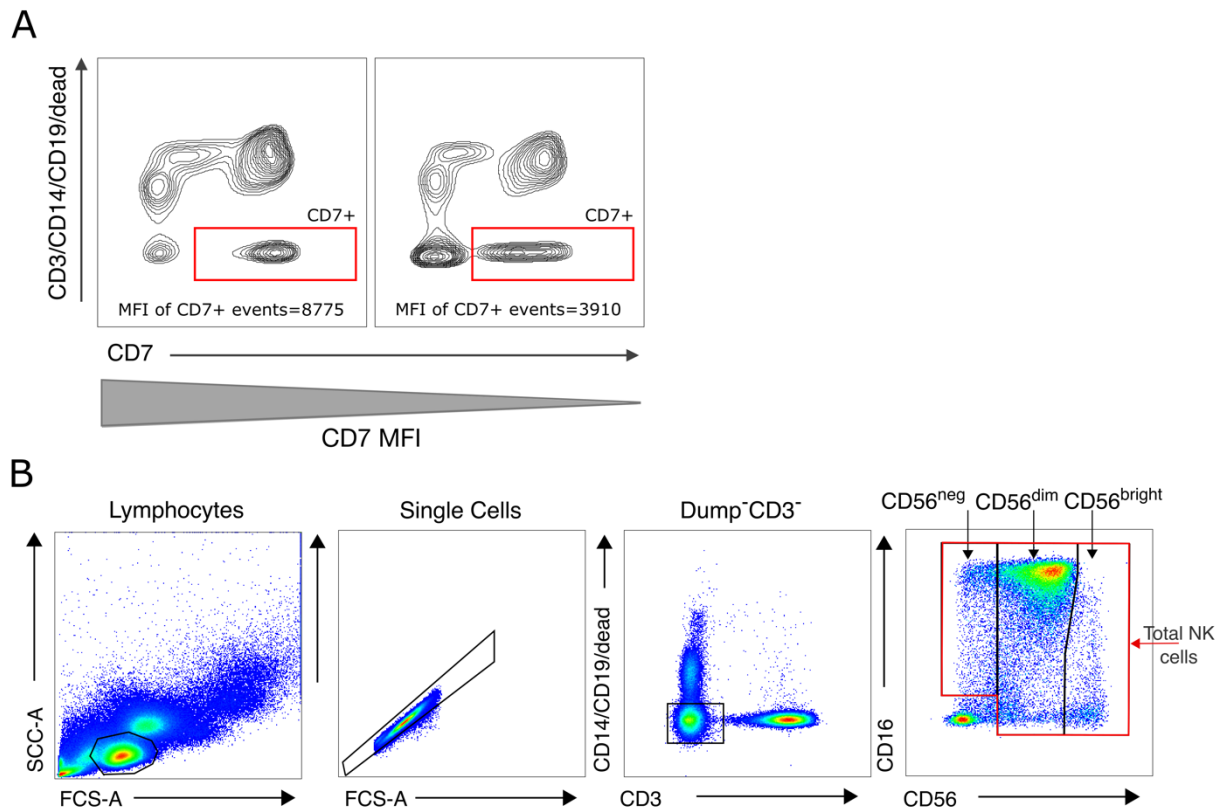 A
CD3/CD14/CD19/dead
CD7+
MFI of CD7+ events=8775
CD7+
MFI of CD7+ events=3910
CD7
CD7 MFI
B
Lymphocytes
SCC-A
FCS-A
Single Cells
FCS-A
Dump-CD3-
CD14/CD19/dead
CD3
CD56neg CD56dim CD56bright
CD16
Total NK
cells
CD56